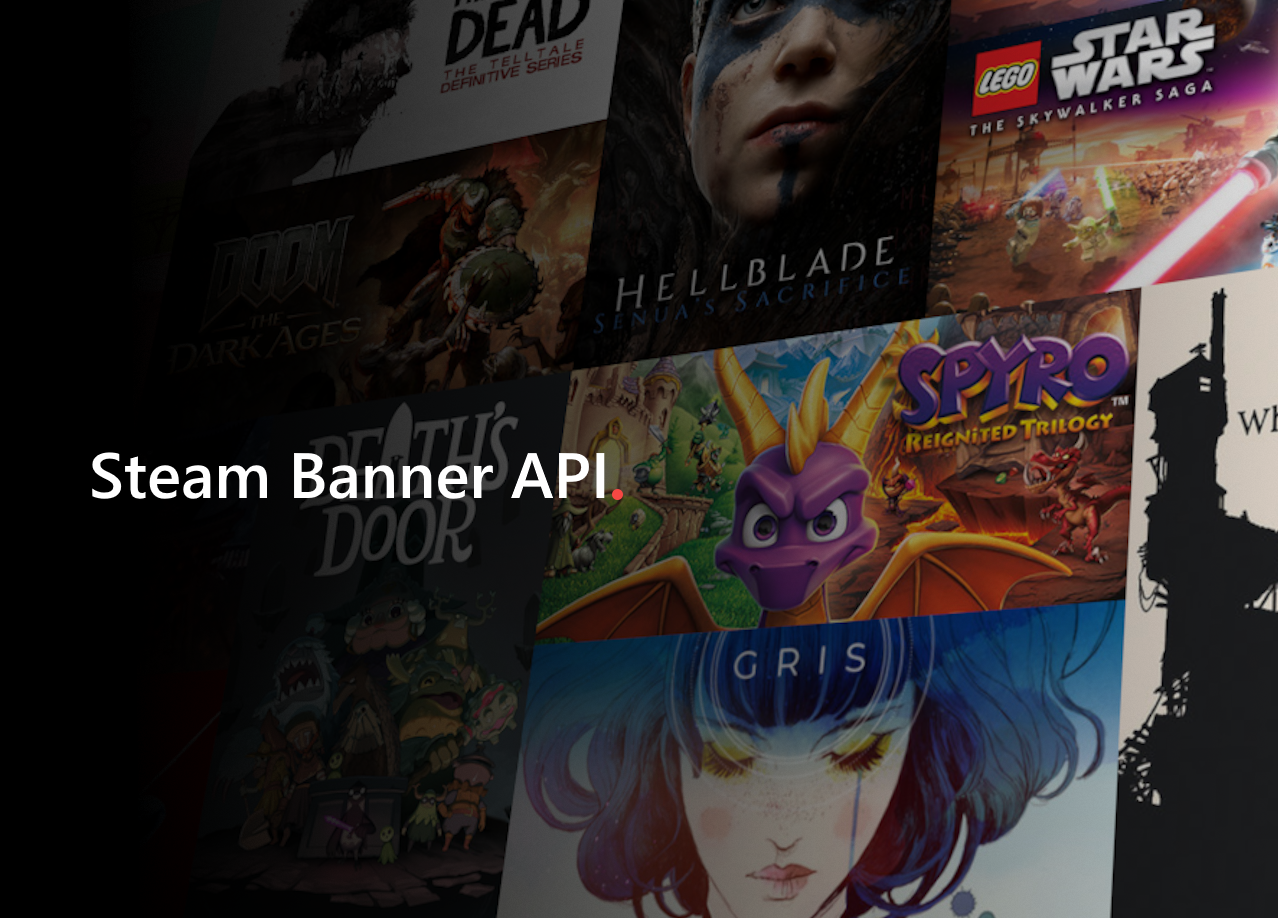 DEAD
THE TELLTALE
DEFINITIVE SERIES
LEGO
STAR
WARS
THE SKYWALKER SAGA
DOOM
THE
DARK AGES
HELLBLADE
SENUA'S SACRIFICE
SPYRO
TM
REIGNITED TRILOGY
DEATH'S
DOOR
Steam Banner API.
GRIS